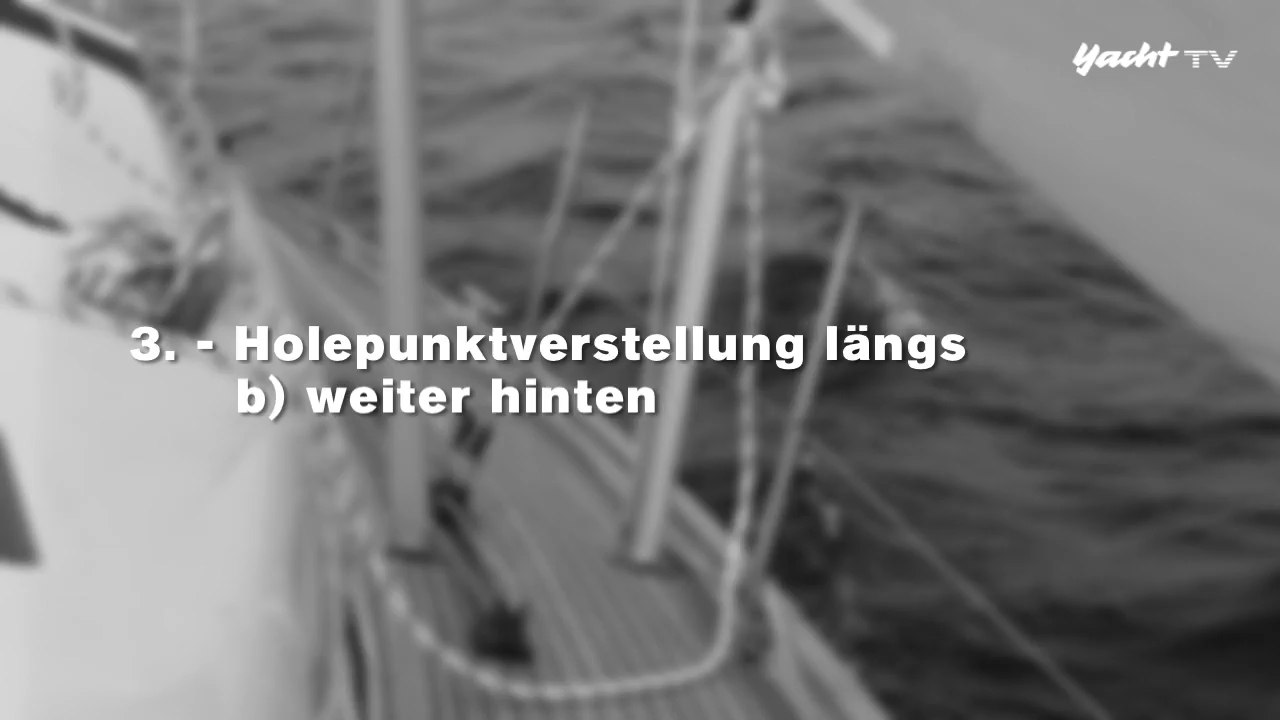 Yacht TV
3. - Holepunktverstellung längs
b) weiter hinten